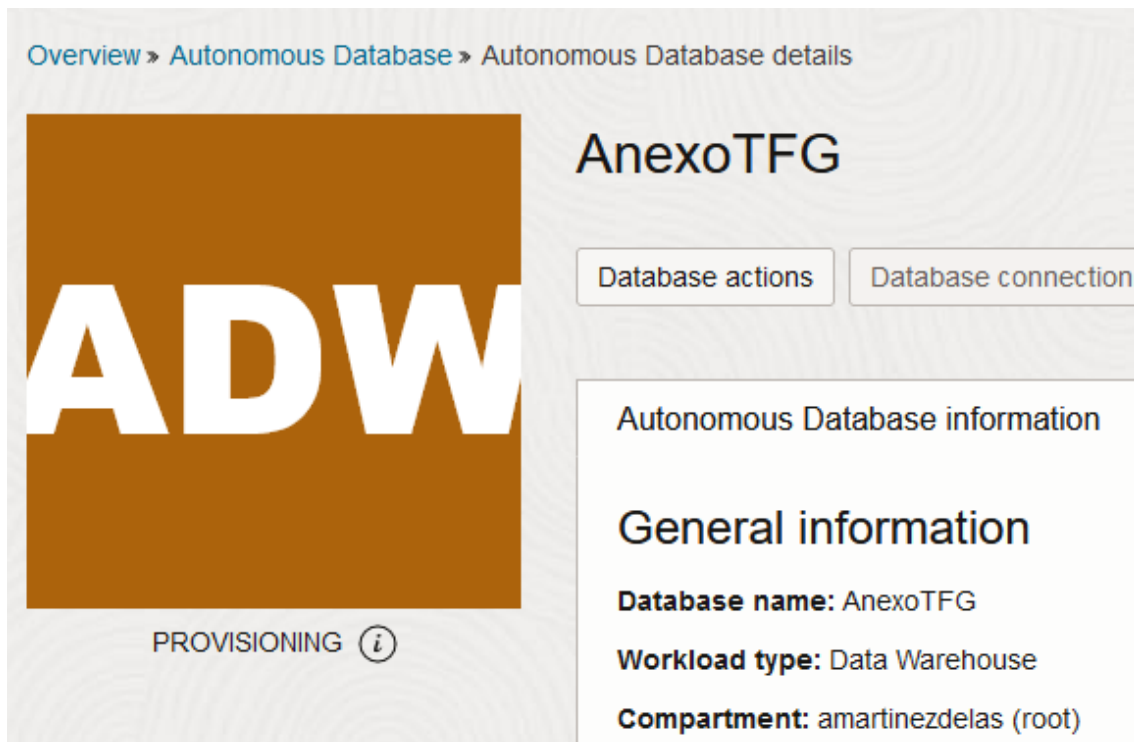 Overview » Autonomous Database » Autonomous Database details
ADW
PROVISIONING i
AnexoTFG
Database actions
Database connection
Autonomous Database information
General information
Database name: AnexoTFG
Workload type: Data Warehouse
Compartment: amartinezdelas (root)